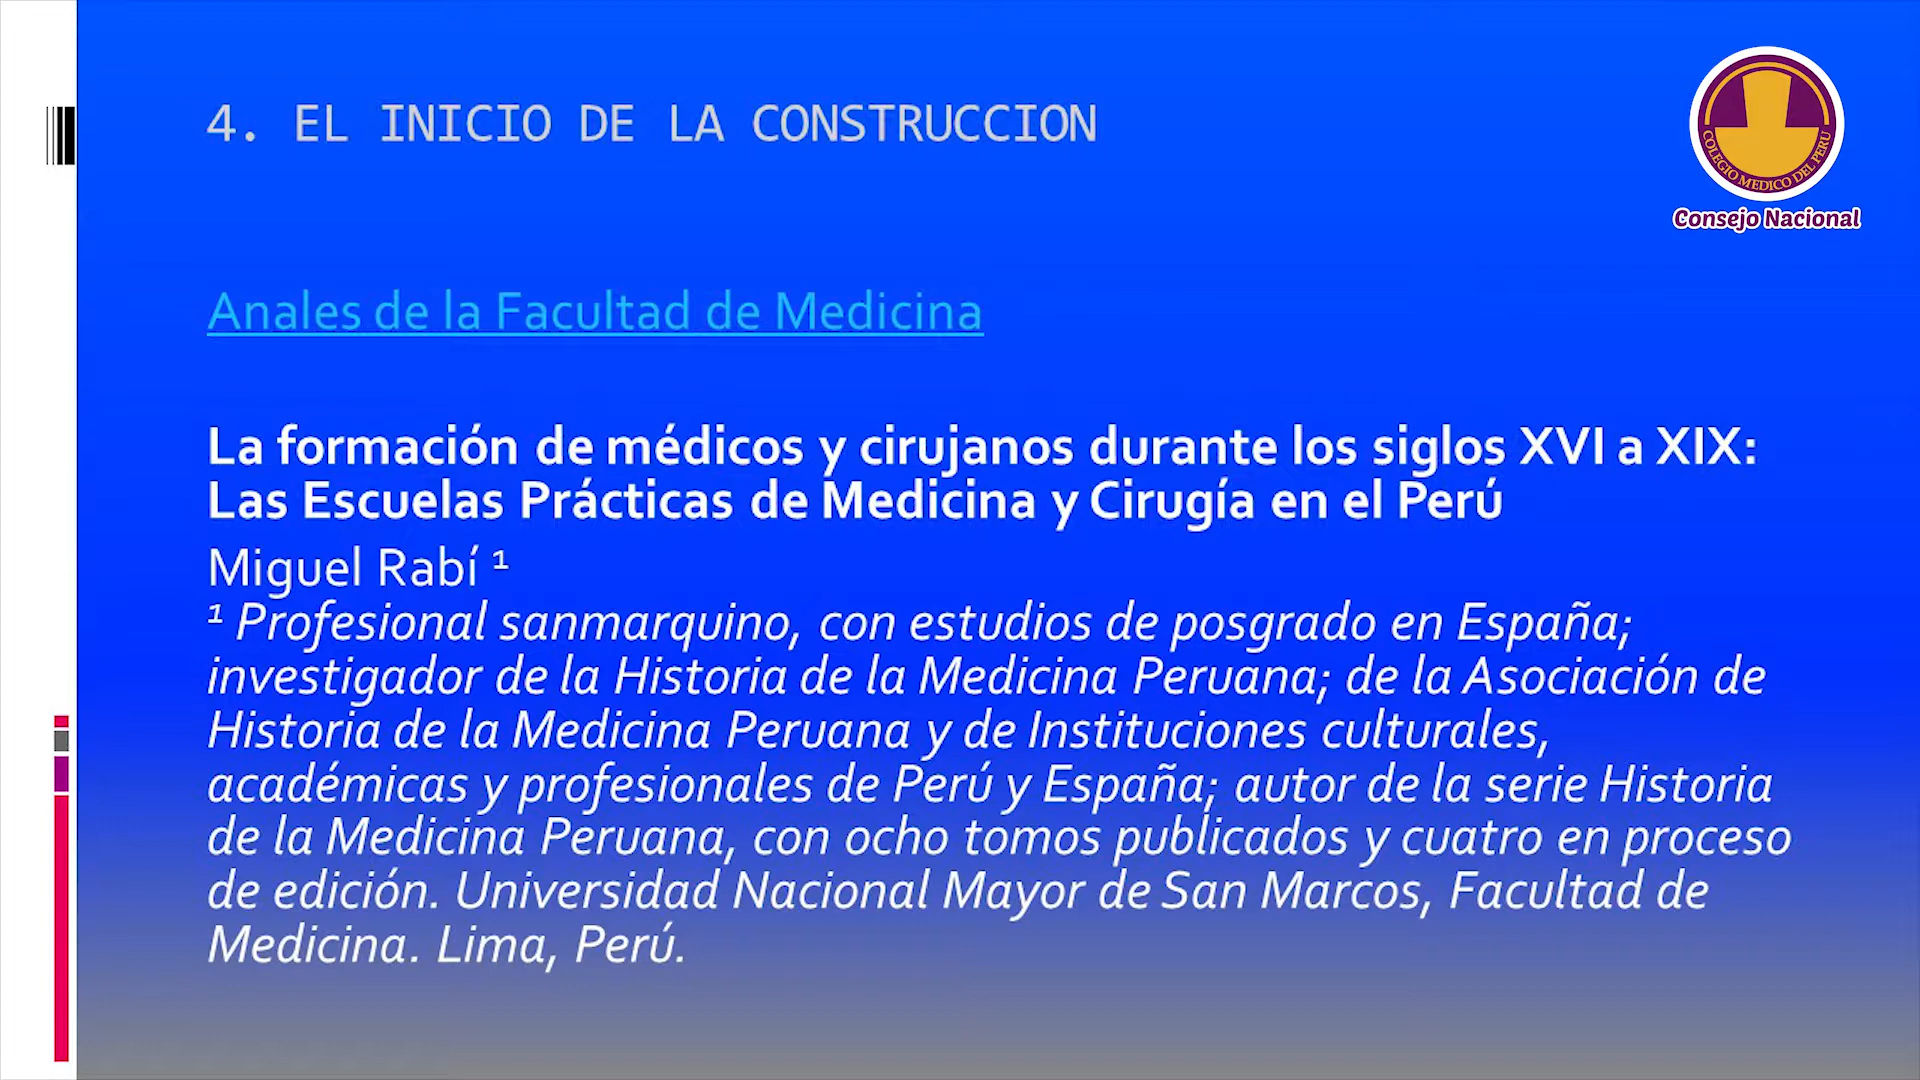 4. EL INICIO DE LA CONSTRUCCION
COLEGIO MEDICO DEL PERU
Consejo Nacional
Anales de la Facultad de Medicina
La formación de médicos y cirujanos durante los siglos XVI a XIX:
Las Escuelas Prácticas de Medicina y Cirugía en el Perú
Miguel Rabí ¹
¹ Profesional sanmarquino, con estudios de posgrado en España;
investigador de la Historia de la Medicina Peruana; de la Asociación de
Historia de la Medicina Peruana y de Instituciones culturales,
académicas y profesionales de Perú y España; autor de la serie Historia
de la Medicina Peruana, con ocho tomos publicados y cuatro en proceso
de edición. Universidad Nacional Mayor de San Marcos, Facultad de
Medicina. Lima, Perú.